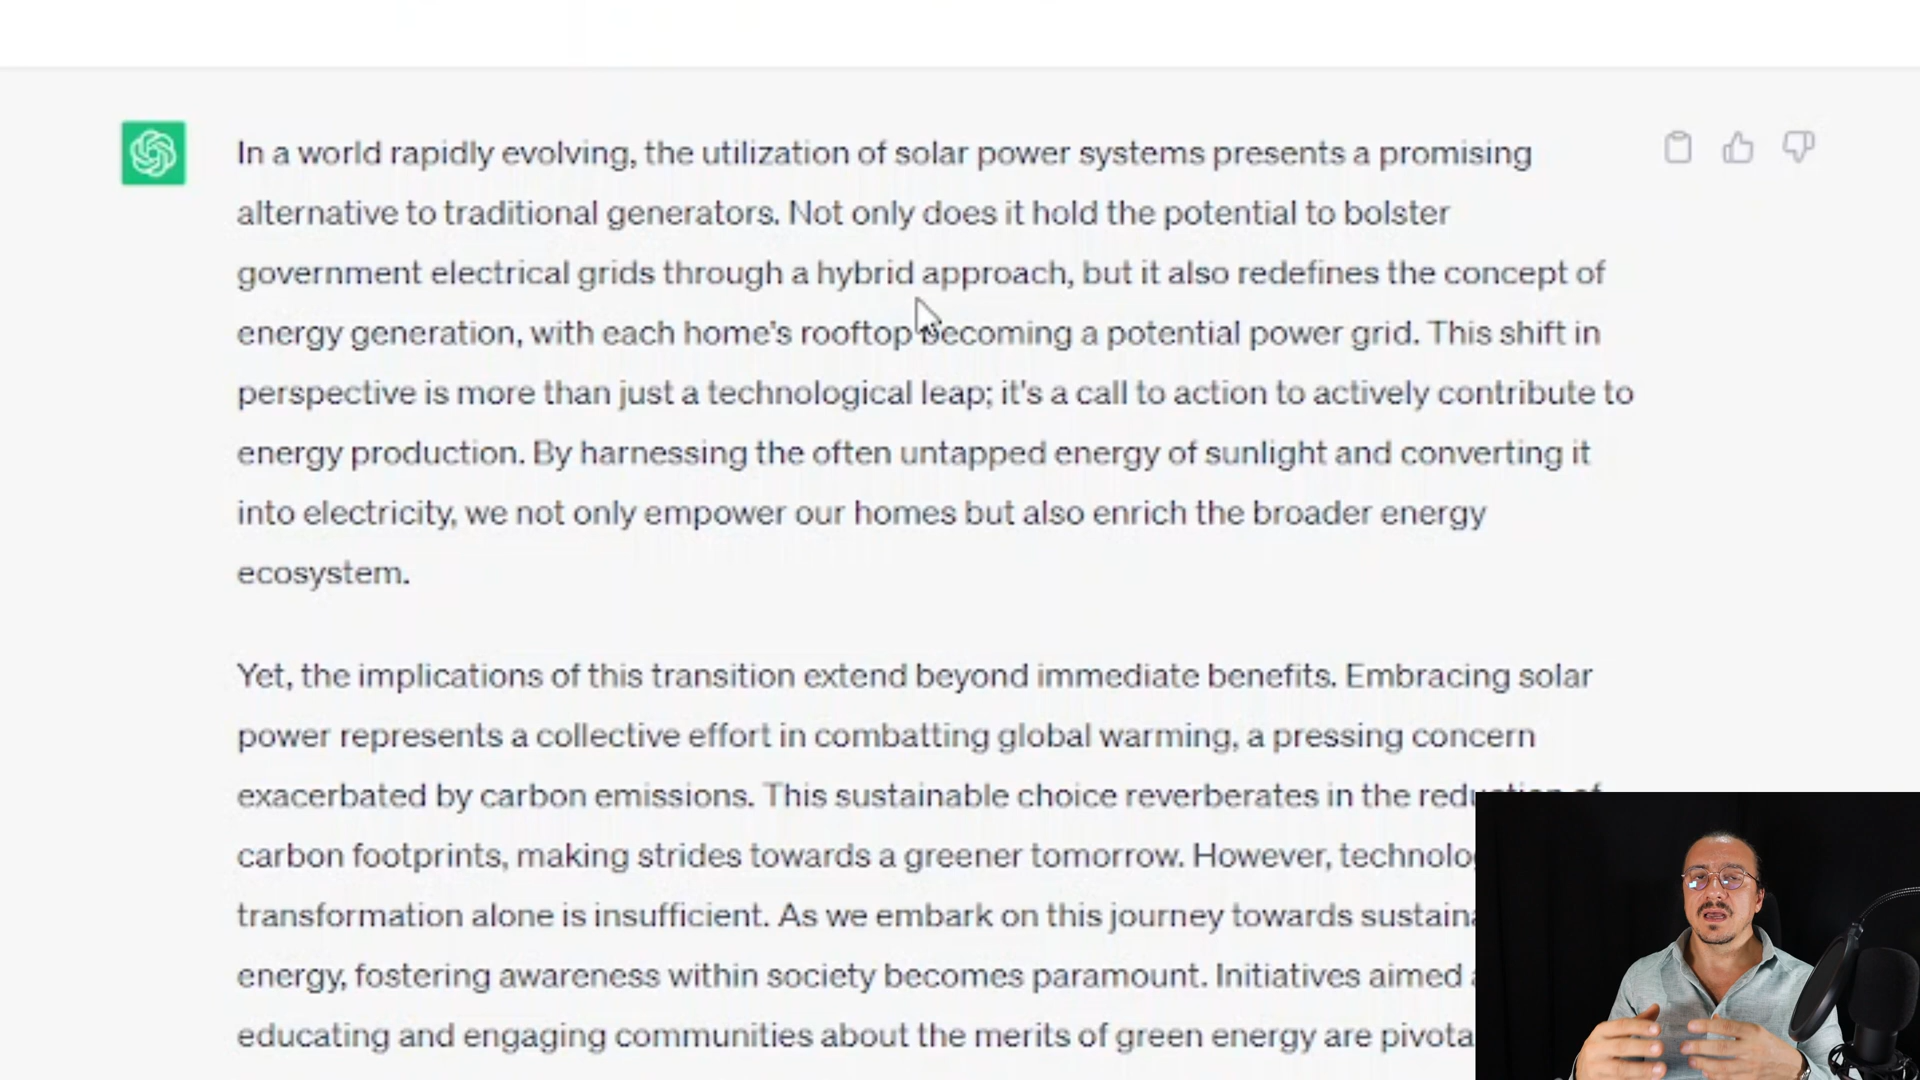 In a world rapidly evolving, the utilization of solar power systems presents a promising
alternative to traditional generators. Not only does it hold the potential to bolster
government electrical grids through a hybrid approach, but it also redefines the concept of
energy generation, with each home's rooftop becoming a potential power grid. This shift in
perspective is more than just a technological leap; it's a call to action to actively contribute to
energy production. By harnessing the often untapped energy of sunlight and converting it
into electricity, we not only empower our homes but also enrich the broader energy
ecosystem.
Yet, the implications of this transition extend beyond immediate benefits. Embracing solar
power represents a collective effort in combatting global warming, a pressing concern
exacerbated by carbon emissions. This sustainable choice reverberates in the reduction of
carbon footprints, making strides towards a greener tomorrow. However,
transformation alone is insufficient. As we embark on this journey towards
energy, fostering awareness within society becomes paramount. Initiatives aimed
educating and engaging communities about the merits of green energy are